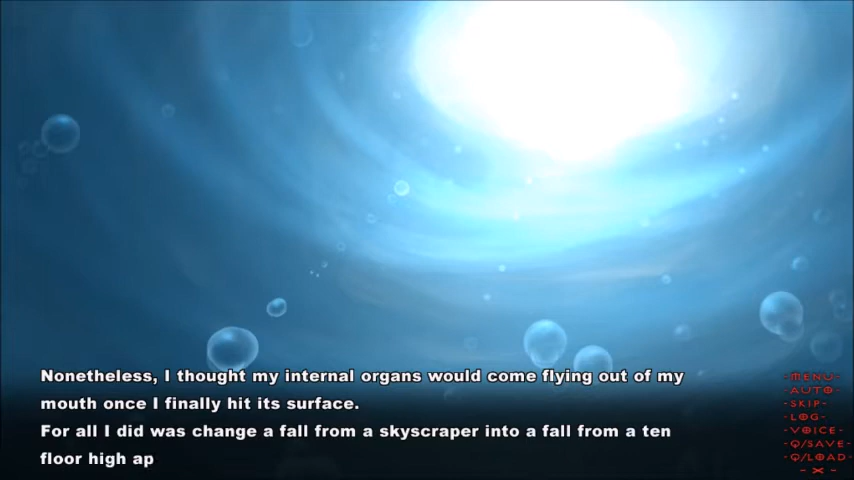 Nonetheless, I thought my internal organs would come flying out of my
mouth once I finally hit its surface.
For all I did was change a fall from a skyscraper into a fall from a ten
floor high ap
-MENU-
-AUTO-
-SKIP-
-LOG-
-VOICE-
-Q/SAVE-
-Q/LOAD-
-×-